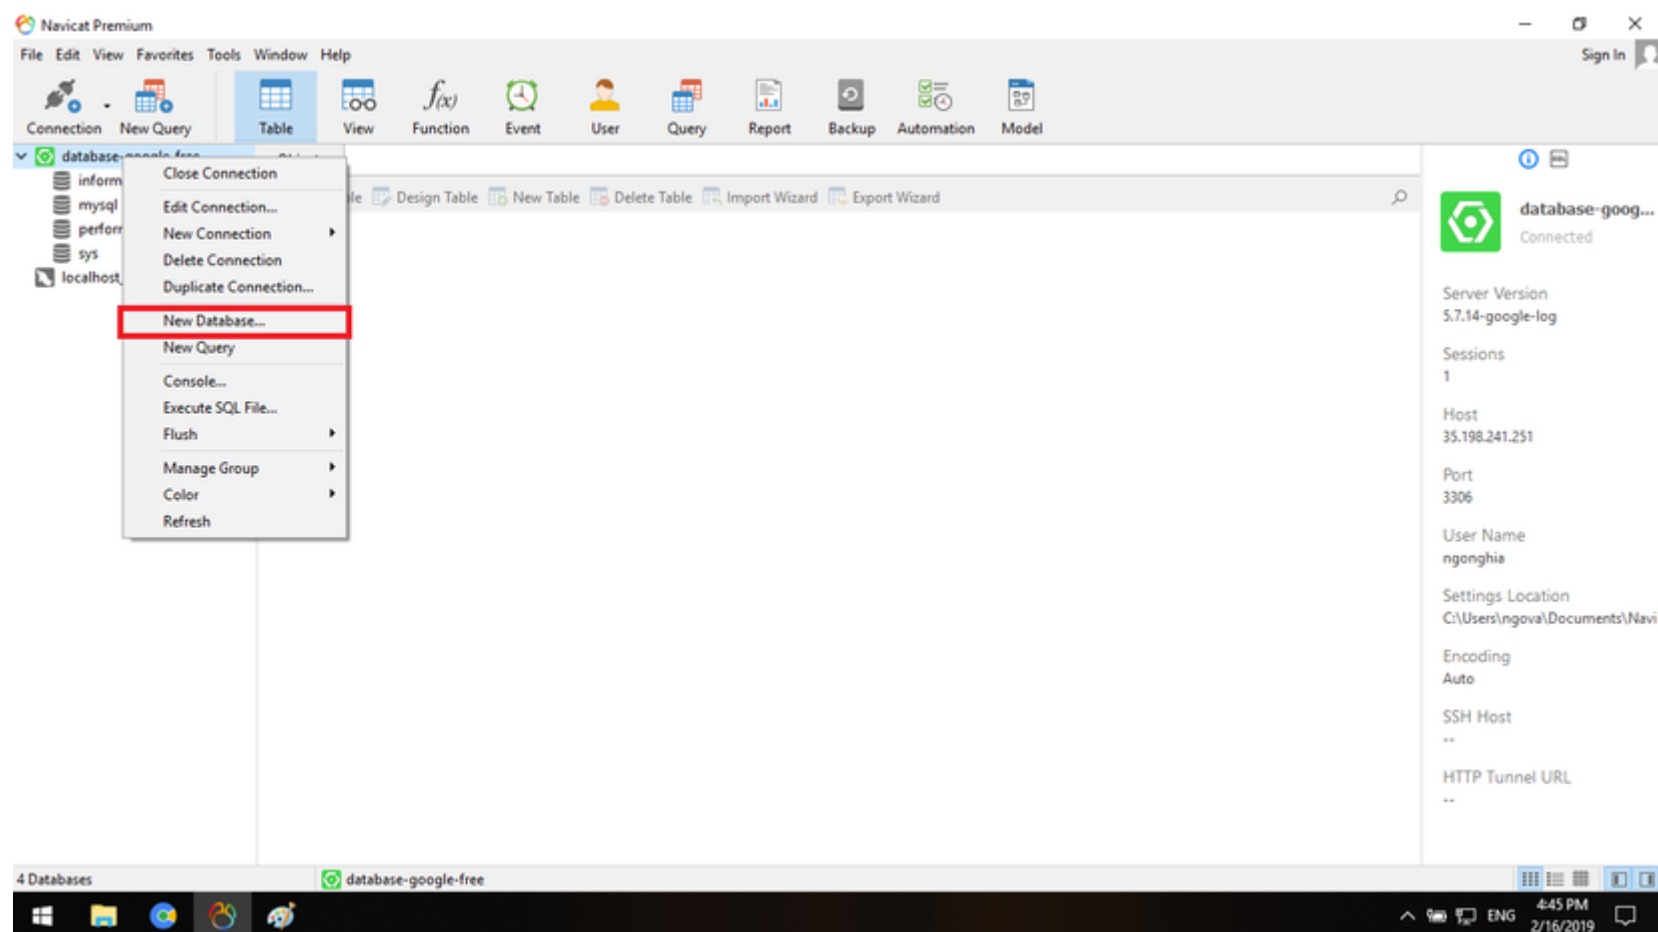 Navicat Premium
File Edit View Favorites Tools Window Help
Sign In
Connection New Query Table View Function Event User Query Report Backup Automation Model
database-google-free
inform
mysql
perforr
sys
localhost_
Close Connection
Edit Connection...
New Connection
Delete Connection
Duplicate Connection...
New Database...
New Query
Console...
Execute SQL File...
Flush
Manage Group
Color
Refresh
Design Table New Table Delete Table Import Wizard Export Wizard
database-goog...
Connected
Server Version
5.7.14-google-log
Sessions
1
Host
35.198.241.251
Port
3306
User Name
ngonghia
Settings Location
C:\Users\ngova\Documents\Navi
Encoding
Auto
SSH Host
--
HTTP Tunnel URL
--
4 Databases
database-google-free
ENG
4:45 PM
2/16/2019